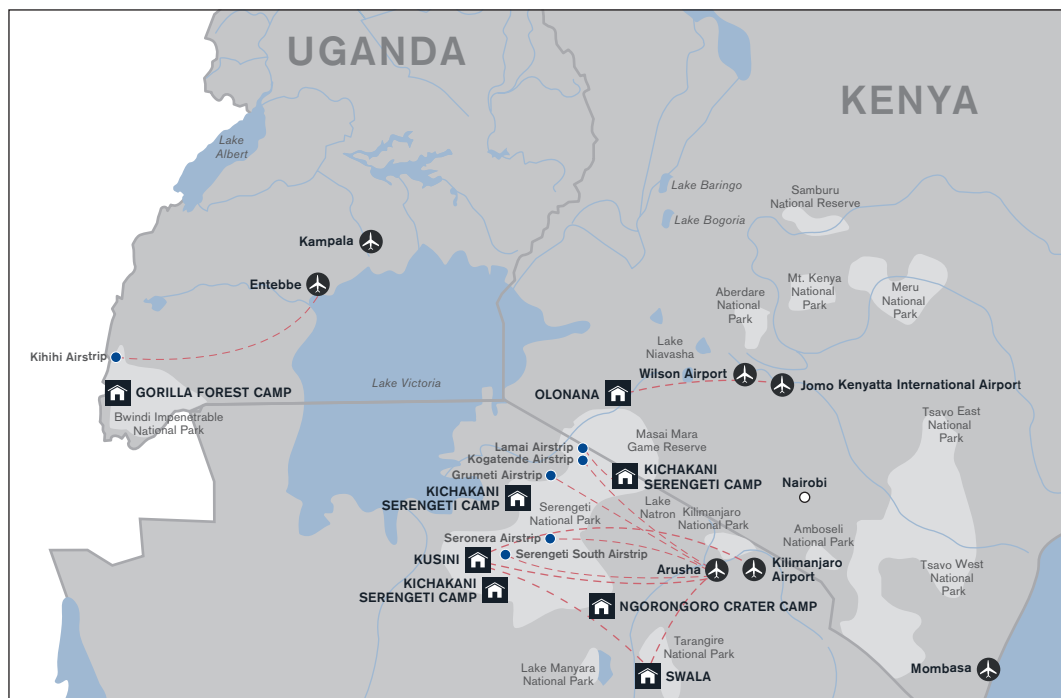 UGANDA
KENYA
Lake
Albert
Lake Baringo
Samburu
National Reserve
Lake Bogoria
Kampala
Entebbe
Mt. Kenya
National
Park
Meru
National
Park
Aberdare
National
Park
Kihihi Airstrip
Lake
Niavasha
Wilson Airport
Jomo Kenyatta International Airport
Lake Victoria
OLONANA
GORILLA FOREST CAMP
Bwindi Impenetrable
National Park
Tsavo East
National
Park
Masai Mara
Game Reserve
Lamai Airstrip
Kogatende Airstrip
Grumeti Airstrip
KICHAKANI
SERENGETI CAMP
KICHAKANI
SERENGETI CAMP
Nairobi
Lake
Natron
Serengeti
National Park
Kilimanjaro
National Park
Amboseli
National Park
Seronera Airstrip
Serengeti South Airstrip
KUSINI
Arusha
Kilimanjaro
Airport
Tsavo West
National
Park
KICHAKANI
SERENGETI CAMP
NGORONGORO CRATER CAMP
Tarangire
National Park
Lake Manyara
National Park
SWALA
Mombasa